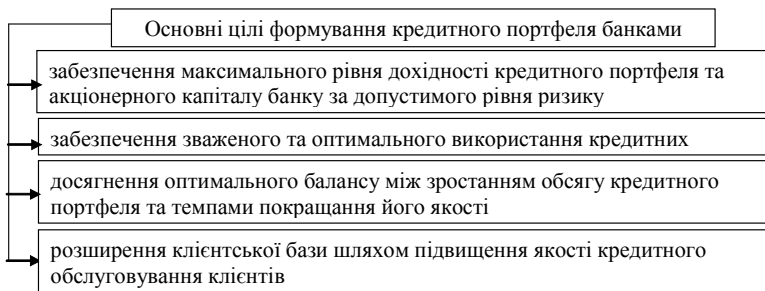 Основні цілі формування кредитного портфеля банками
забезпечення максимального рівня дохідності кредитного портфеля та
акціонерного капіталу банку за допустимого рівня ризику
забезпечення зваженого та оптимального використання кредитних
досягнення оптимального балансу між зростанням обсягу кредитного
портфеля та темпами покращання його якості
розширення клієнтської бази шляхом підвищення якості кредитного
обслуговування клієнтів